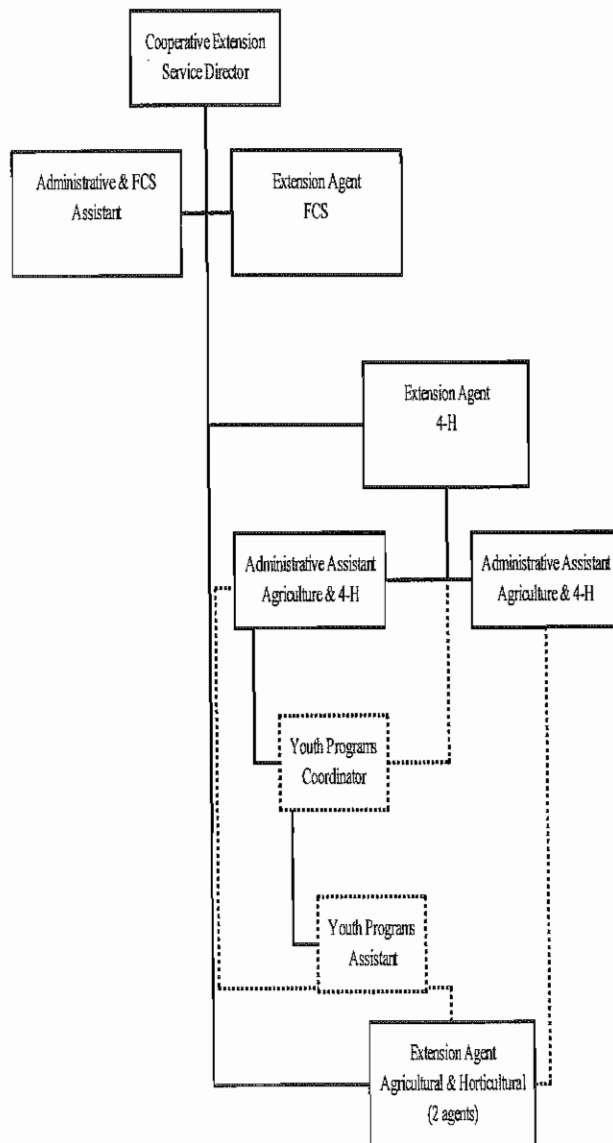 Cooperative Extension
Service Director
Administrative & FCS
Assistant
Extension Agent
FCS
Extension Agent
4-H
Administrative Assistant
Agriculture & 4-H
Administrative Assistant
Agriculture & 4-H
Youth Programs
Coordinator
Youth Programs
Assistant
Extension Agent
Agricultural & Horticultural
(2 agents)